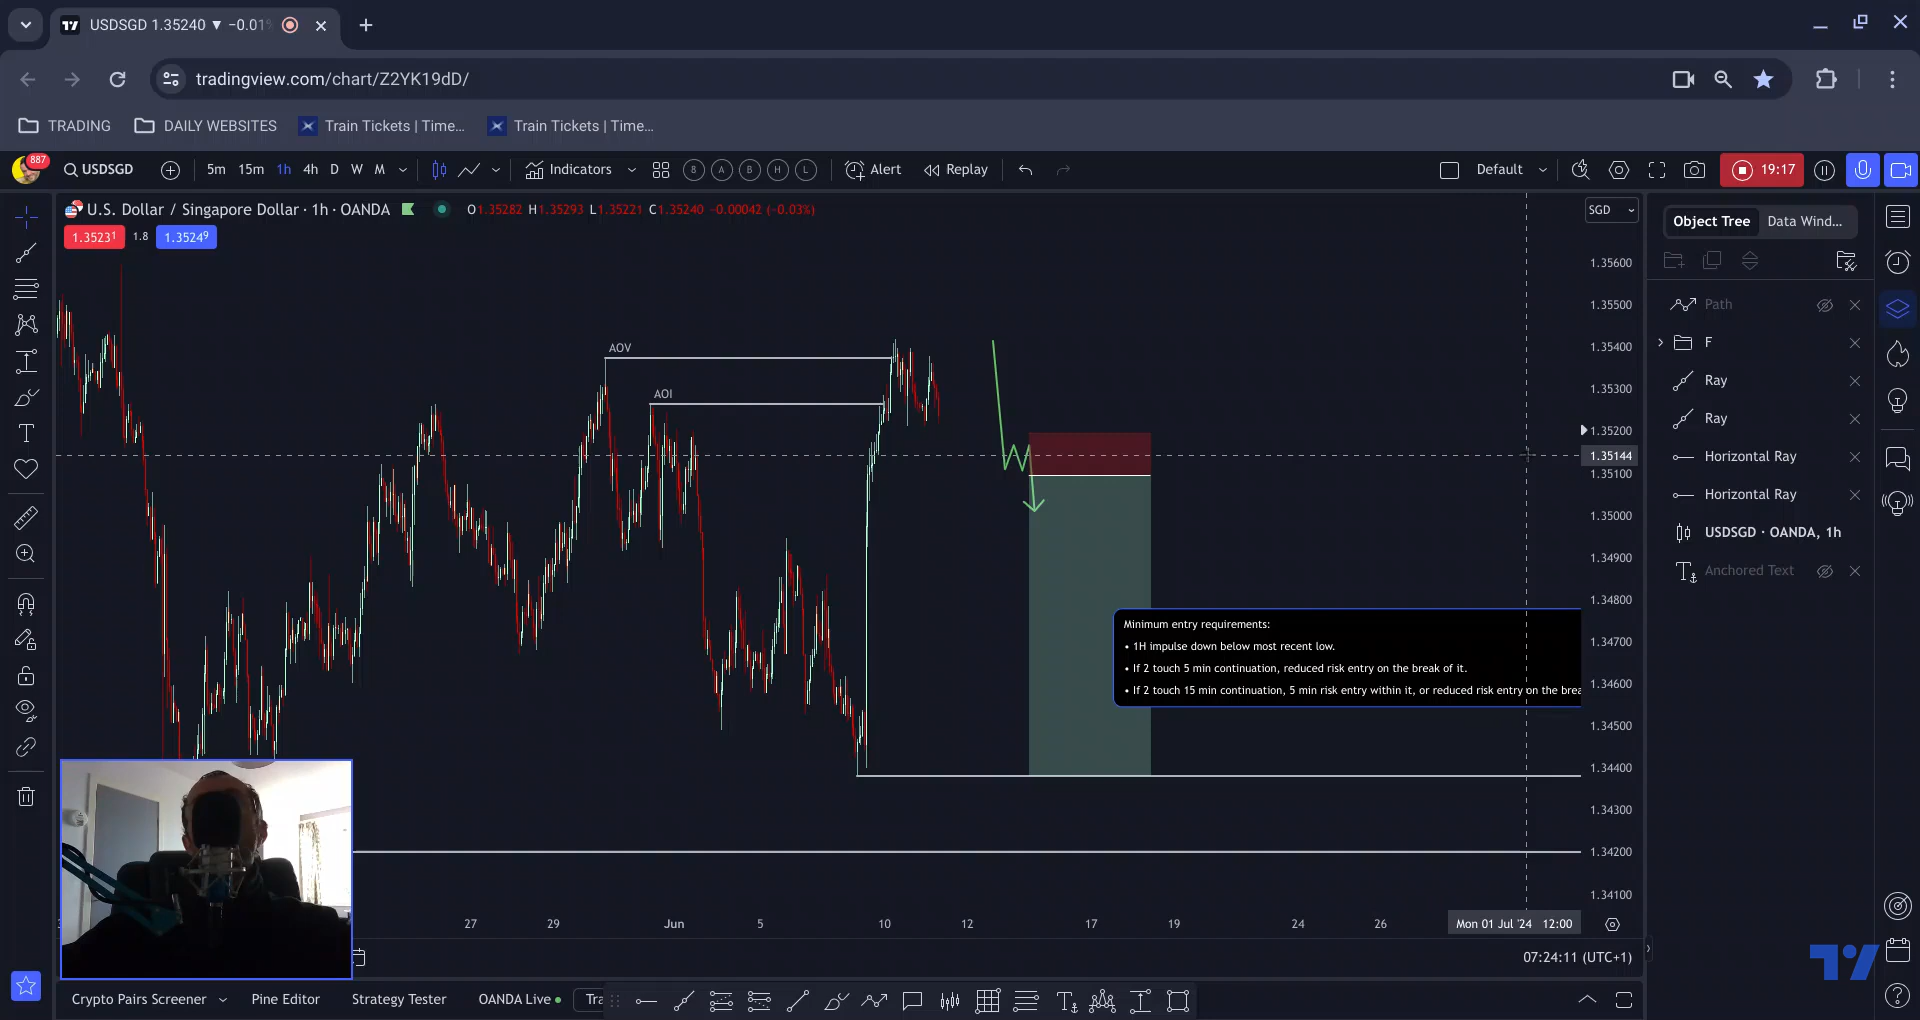 USDSGD 1.35240 ▼ −0.01%
tradingview.com/chart/Z2YK19dD/
TRADING
DAILY WEBSITES
Train Tickets | Time...
Train Tickets | Time...
887
USDSGD
5m 15m 1h 4h D W M
Indicators
8 A B H L
Alert
Replay
Default
19:17
U.S. Dollar / Singapore Dollar · 1h · OANDA
O1.35282 H1.35293 L1.35221 C1.35240 −0.00042 (−0.03%)
SGD
1.35231
1.8
1.35249
Object Tree
Data Wind...
Path
F
Ray
Ray
Horizontal Ray
Horizontal Ray
USDSGD · OANDA, 1h
Anchored Text
AOV
AOI
1.35600
1.35500
1.35400
1.35300
1.35200
1.35144
1.35100
1.35000
1.34900
1.34800
1.34700
1.34600
1.34500
1.34400
1.34300
1.34200
1.34100
Minimum entry requirements:
• 1H impulse down below most recent low.
• If 2 touch 5 min continuation, reduced risk entry on the break of it.
• If 2 touch 15 min continuation, 5 min risk entry within it, or reduced risk entry on the brea
27 29 Jun 5 10 12 17 19 24 26
Mon 01 Jul '24 12:00
07:24:11 (UTC+1)
Crypto Pairs Screener
Pine Editor
Strategy Tester
OANDA Live
Tra